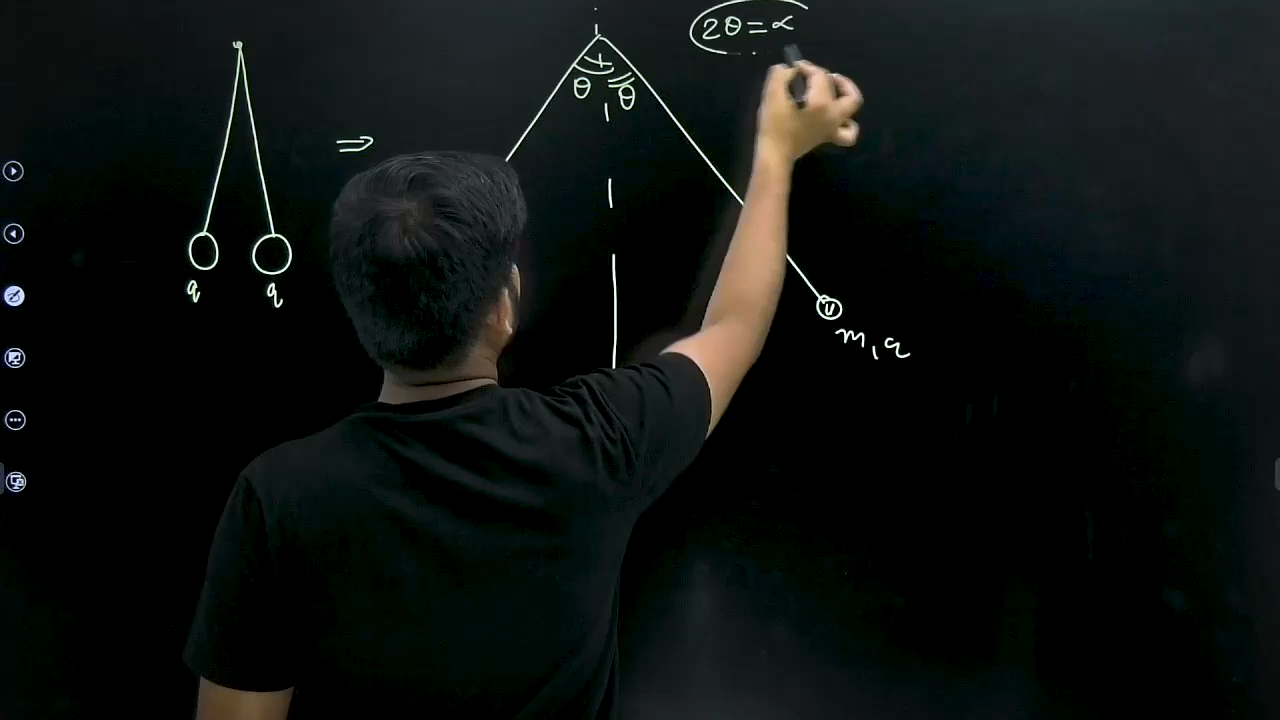 2θ = α
θ θ
⇒
q q
m, q